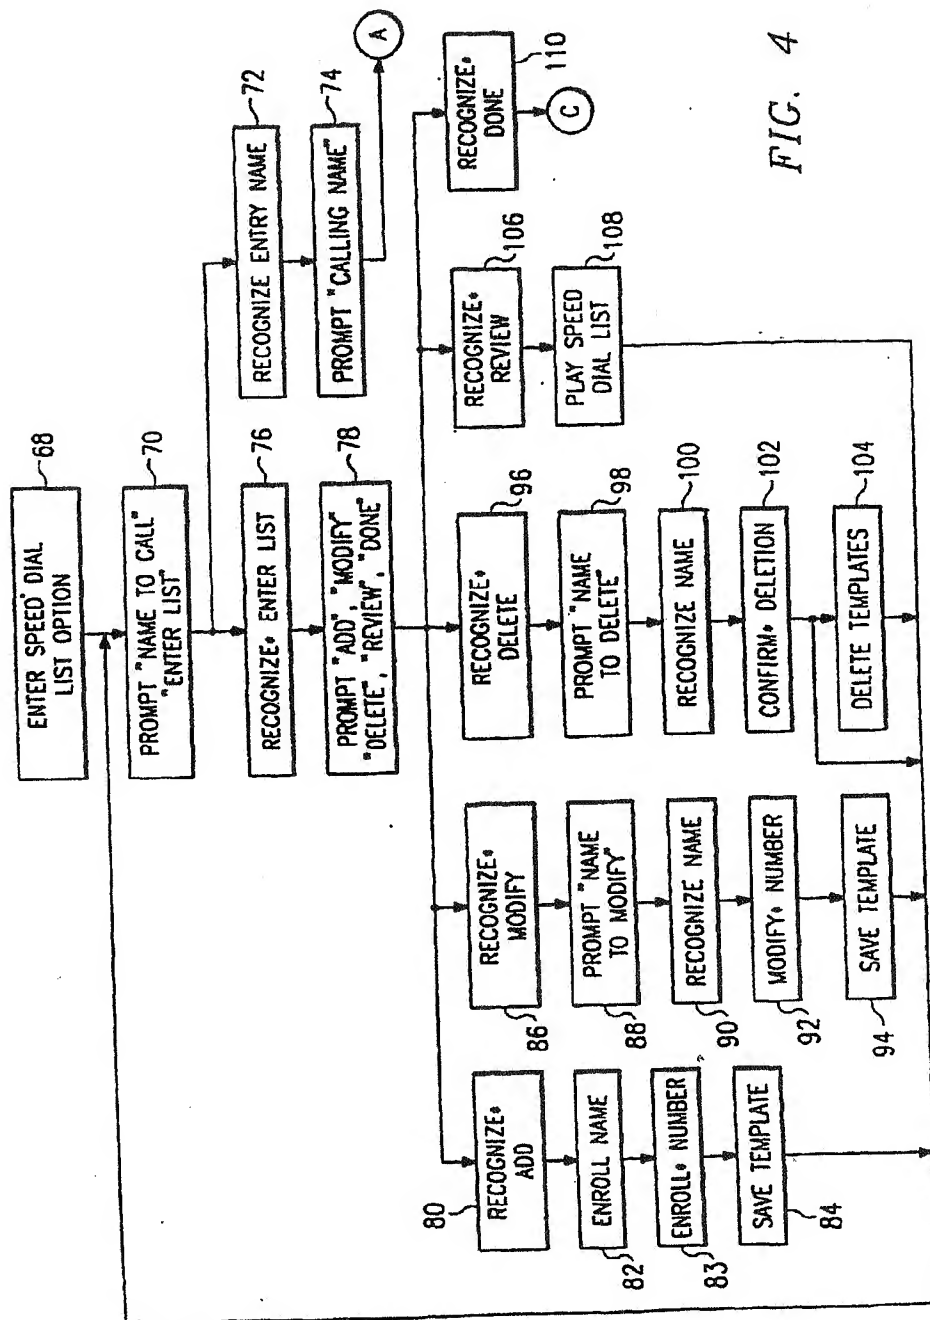 ENTER SPEED DIAL
LIST OPTION
68
PROMPT "NAME TO CALL"
"ENTER LIST"
70
RECOGNIZE ENTRY NAME
72
PROMPT "CALLING NAME"
74
A
RECOGNIZE* ENTER LIST
76
PROMPT "ADD", "MODIFY"
"DELETE", "REVIEW", "DONE"
78
80
RECOGNIZE*
ADD
ENROLL NAME
82
ENROLL* NUMBER
83
SAVE TEMPLATE
84
RECOGNIZE*
MODIFY
86
PROMPT "NAME
TO MODIFY"
88
RECOGNIZE NAME
90
MODIFY* NUMBER
92
SAVE TEMPLATE
94
RECOGNIZE*
DELETE
96
PROMPT "NAME
TO DELETE"
98
RECOGNIZE NAME
100
CONFIRM* DELETION
102
DELETE TEMPLATES
104
RECOGNIZE*
REVIEW
106
PLAY SPEED
DIAL LIST
108
RECOGNIZE*
DONE
110
C
FIG. 4